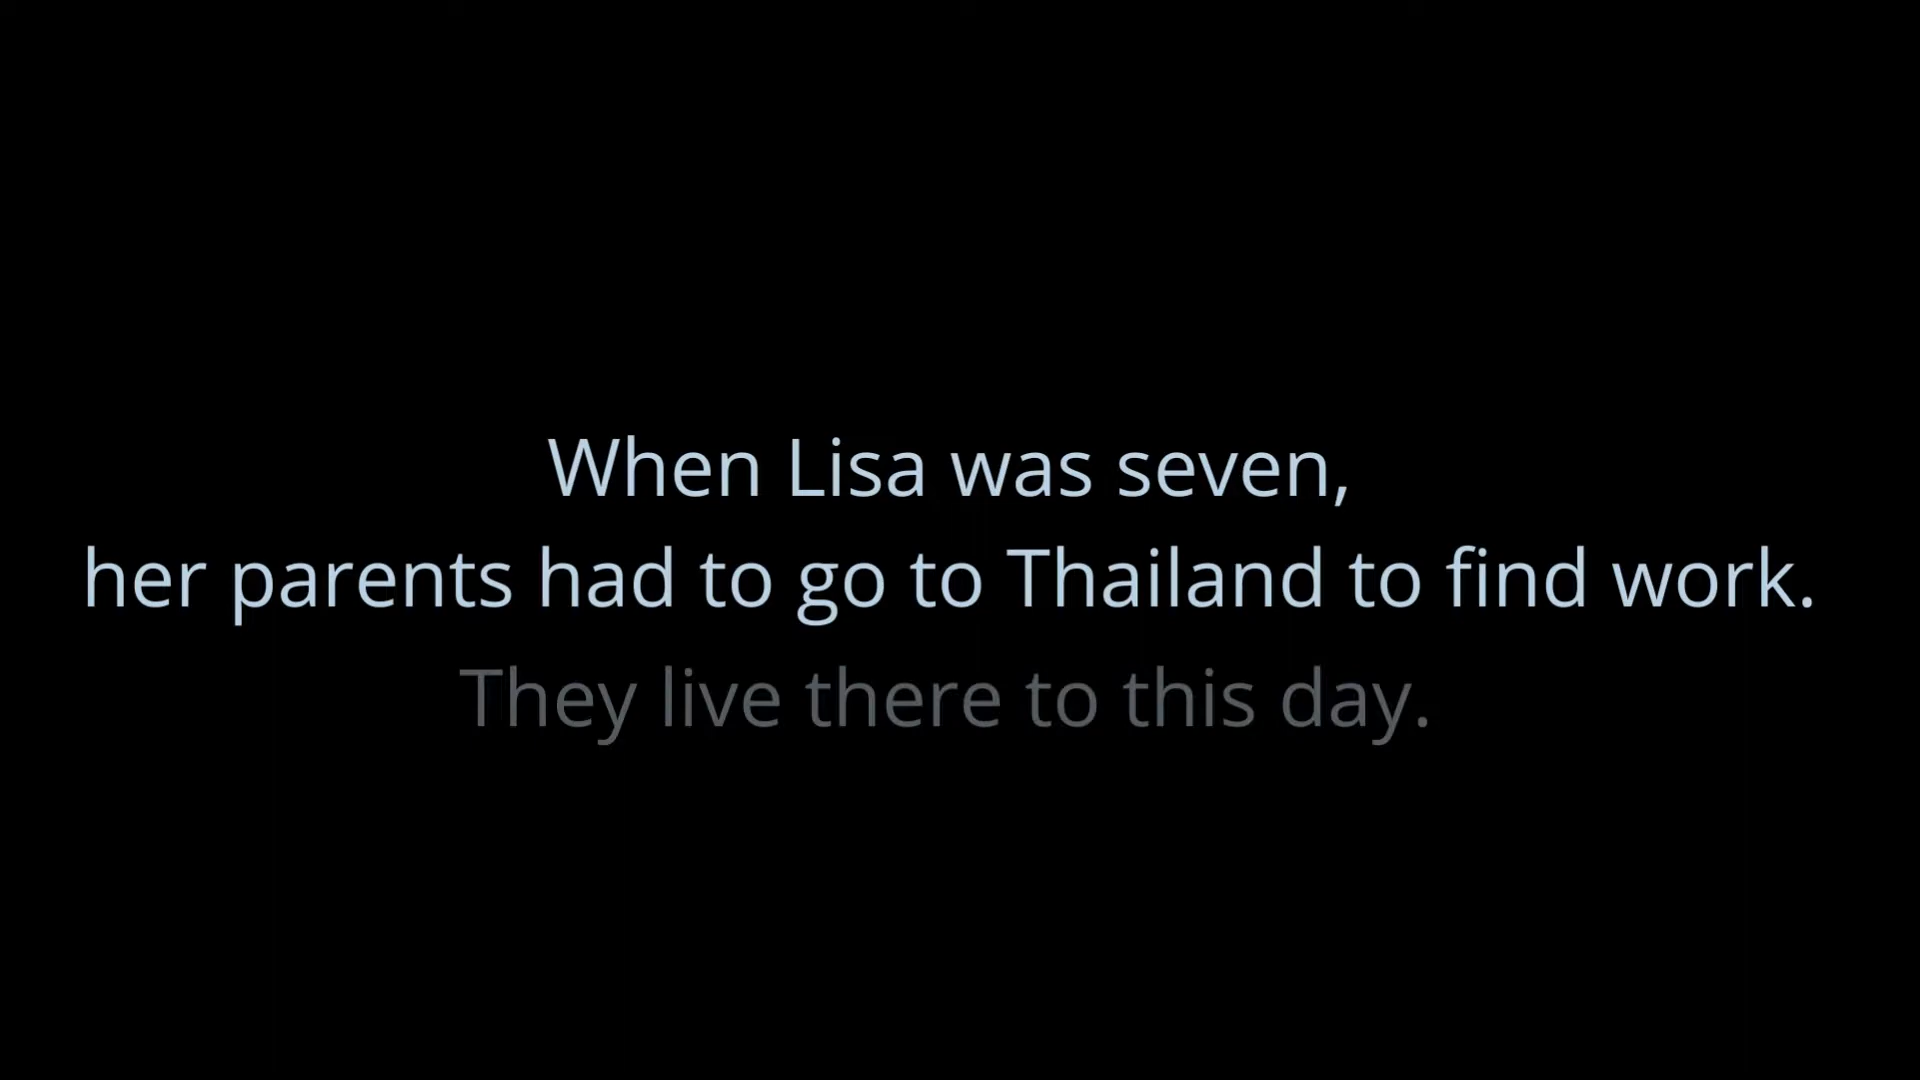 When Lisa was seven,
her parents had to go to Thailand to find work.
They live there to this day.